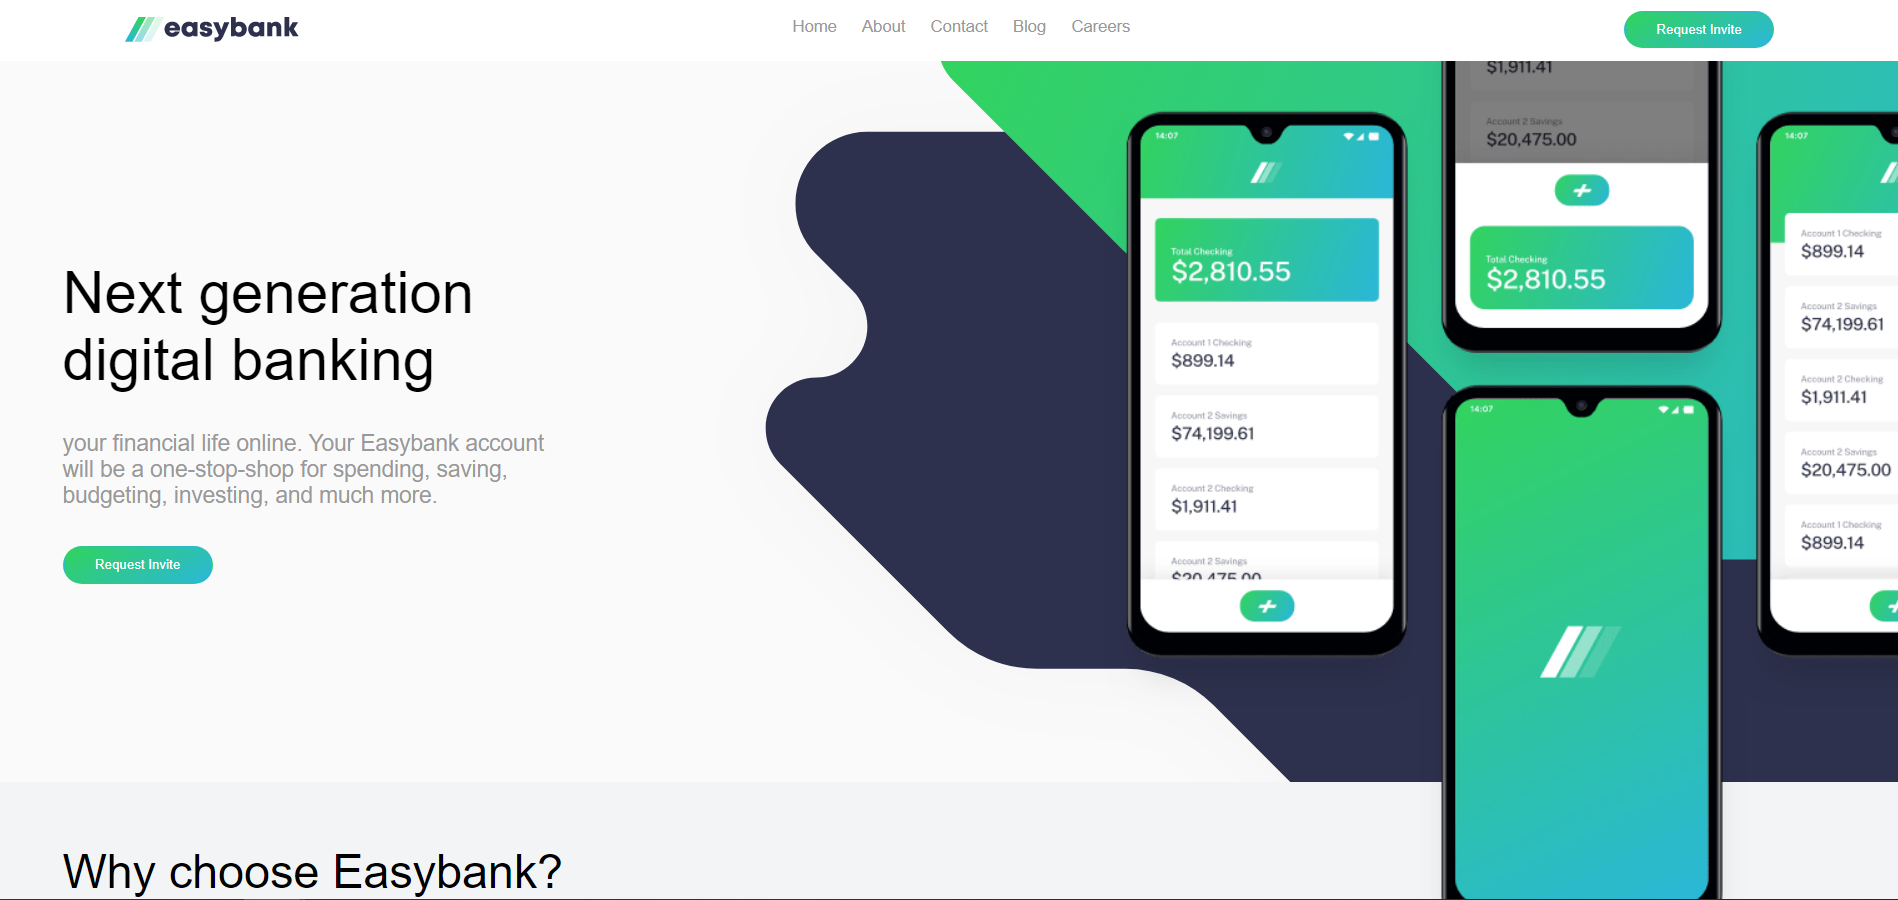 easybank
Home About Contact Blog Careers
Request Invite
Next generation
digital banking
your financial life online. Your Easybank account
will be a one-stop-shop for spending, saving,
budgeting, investing, and much more.
Request Invite
14:07
Total Checking
$2,810.55
Account 1 Checking
$899.14
Account 2 Savings
$74,199.61
Account 2 Checking
$1,911.41
Account 2 Savings
$20,475.00
$1,911.41
Account 2 Savings
$20,475.00
Total Checking
$2,810.55
14:07
14:07
Account 1 Checking
$899.14
Account 2 Savings
$74,199.61
Account 2 Checking
$1,911.41
Account 2 Savings
$20,475.00
Account 1 Checking
$899.14
Why choose Easybank?